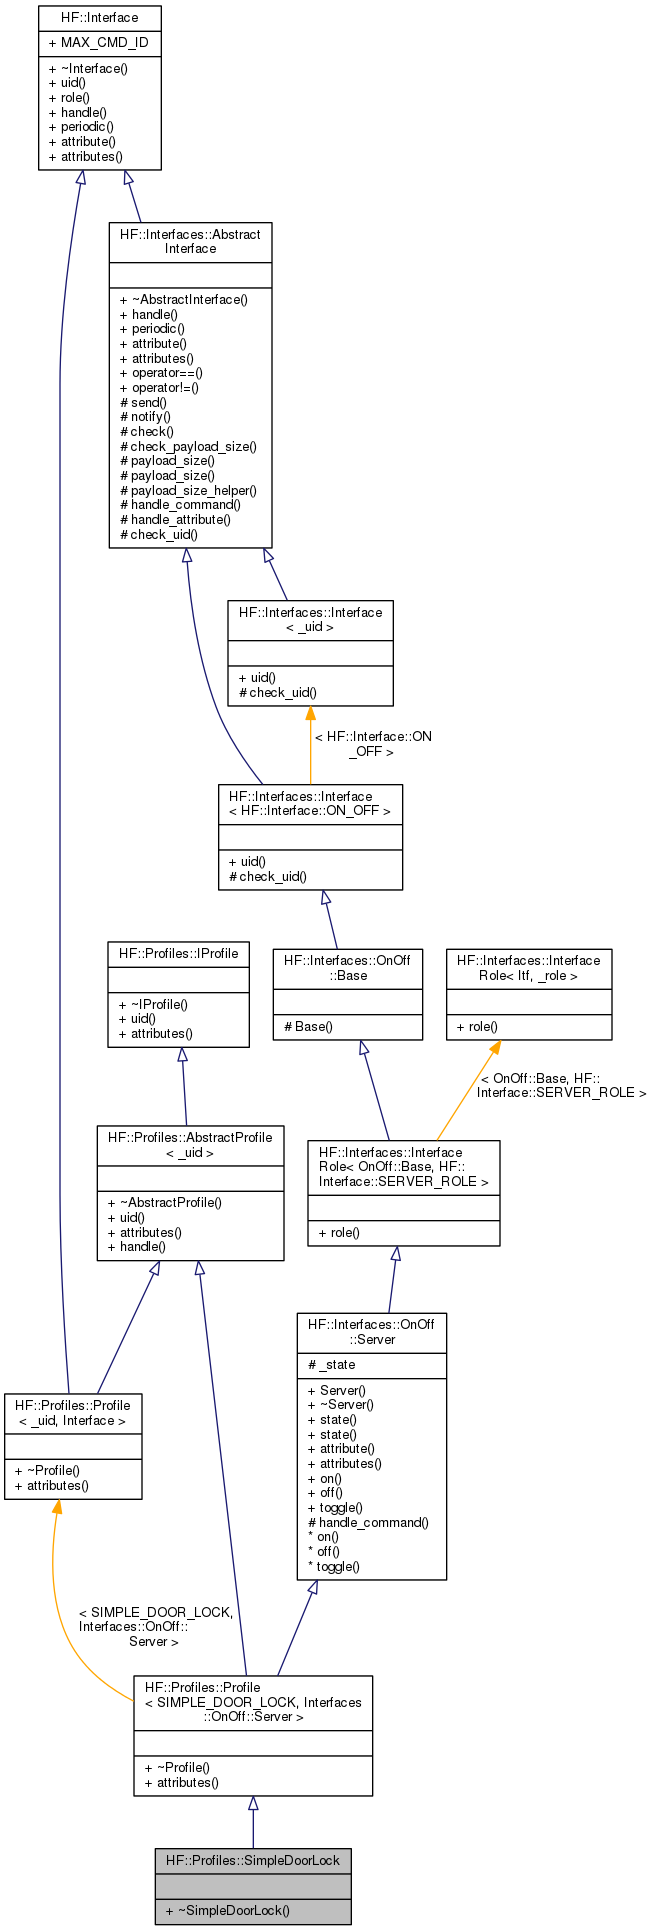 HF::Interface
+ MAX_CMD_ID
+ ~Interface()
+ uid()
+ role()
+ handle()
+ periodic()
+ attribute()
+ attributes()
HF::Interfaces::Abstract
Interface
+ ~AbstractInterface()
+ handle()
+ periodic()
+ attribute()
+ attributes()
+ operator==()
+ operator!=()
# send()
# notify()
# check()
# check_payload_size()
# payload_size()
# payload_size()
# payload_size_helper()
# handle_command()
# handle_attribute()
# check_uid()
HF::Interfaces::Interface
< _uid >
+ uid()
# check_uid()
< HF::Interface::ON
_OFF >
HF::Interfaces::Interface
< HF::Interface::ON_OFF >
+ uid()
# check_uid()
HF::Profiles::IProfile
+ ~IProfile()
+ uid()
+ attributes()
HF::Interfaces::OnOff
::Base
# Base()
HF::Interfaces::Interface
Role< Itf, _role >
+ role()
< OnOff::Base, HF::
Interface::SERVER_ROLE >
HF::Profiles::AbstractProfile
< _uid >
+ ~AbstractProfile()
+ uid()
+ attributes()
+ handle()
HF::Interfaces::Interface
Role< OnOff::Base, HF::
Interface::SERVER_ROLE >
+ role()
HF::Interfaces::OnOff
::Server
# _state
+ Server()
+ ~Server()
+ state()
+ state()
+ attribute()
+ attributes()
+ on()
+ off()
+ toggle()
# handle_command()
* on()
* off()
* toggle()
HF::Profiles::Profile
< _uid, Interface >
+ ~Profile()
+ attributes()
< SIMPLE_DOOR_LOCK,
Interfaces::OnOff::
Server >
HF::Profiles::Profile
< SIMPLE_DOOR_LOCK, Interfaces
::OnOff::Server >
+ ~Profile()
+ attributes()
HF::Profiles::SimpleDoorLock
+ ~SimpleDoorLock()